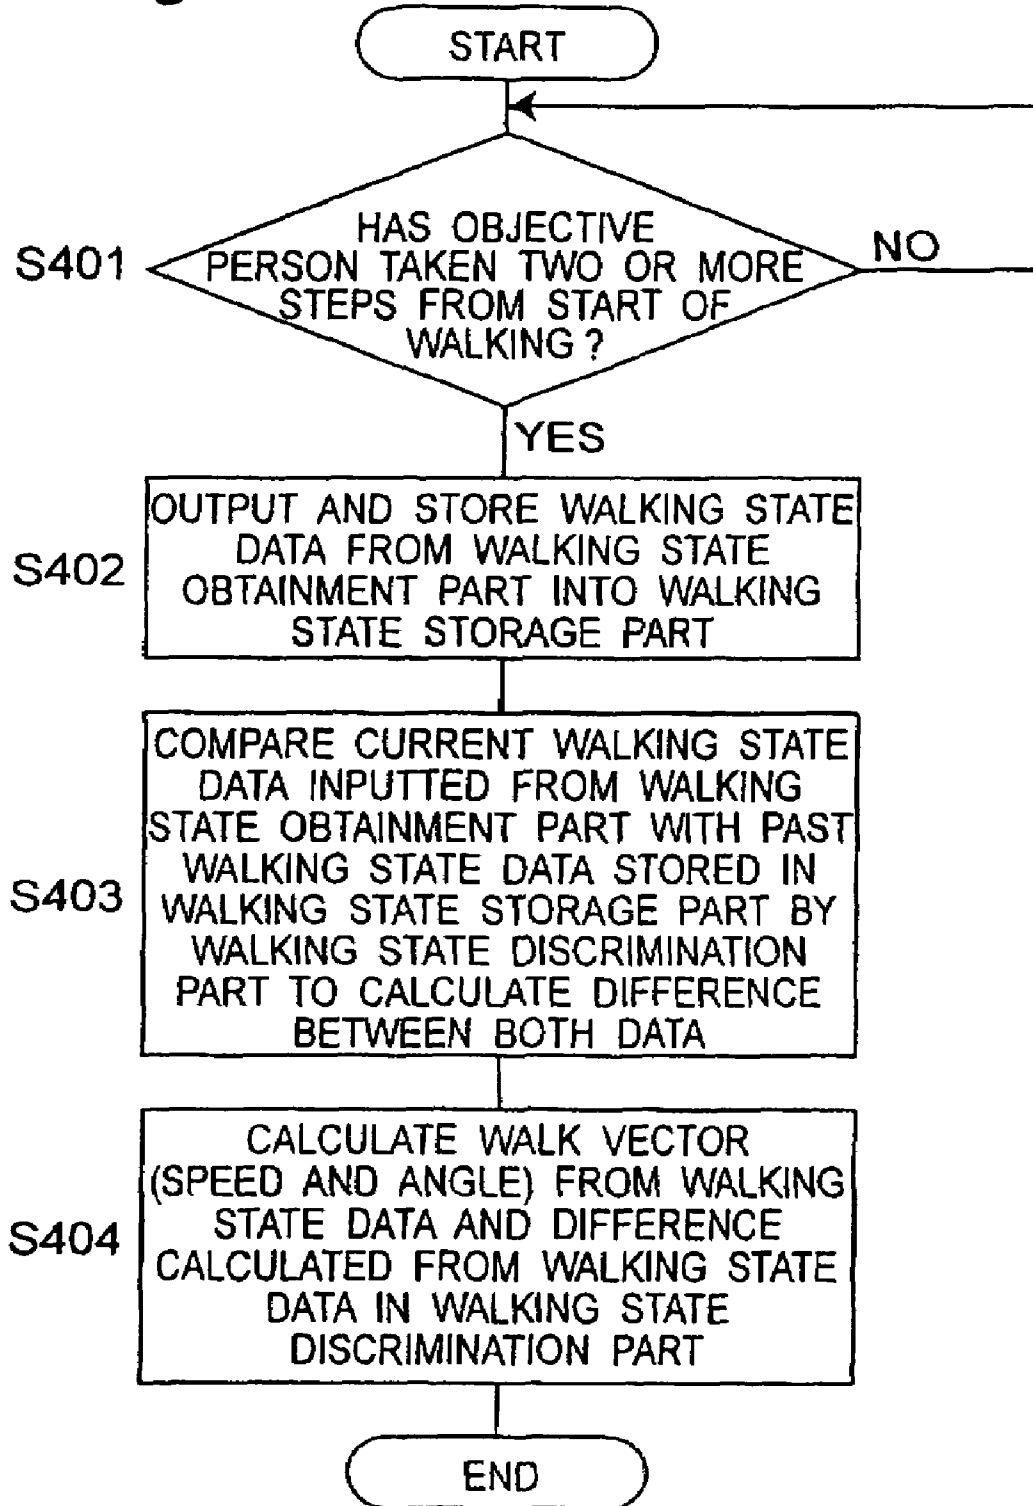 START
S401
HAS OBJECTIVE
PERSON TAKEN TWO OR MORE
STEPS FROM START OF
WALKING ?
NO
YES
S402
OUTPUT AND STORE WALKING STATE
DATA FROM WALKING STATE
OBTAINMENT PART INTO WALKING
STATE STORAGE PART
S403
COMPARE CURRENT WALKING STATE
DATA INPUTTED FROM WALKING
STATE OBTAINMENT PART WITH PAST
WALKING STATE DATA STORED IN
WALKING STATE STORAGE PART BY
WALKING STATE DISCRIMINATION
PART TO CALCULATE DIFFERENCE
BETWEEN BOTH DATA
S404
CALCULATE WALK VECTOR
(SPEED AND ANGLE) FROM WALKING
STATE DATA AND DIFFERENCE
CALCULATED FROM WALKING STATE
DATA IN WALKING STATE
DISCRIMINATION PART
END